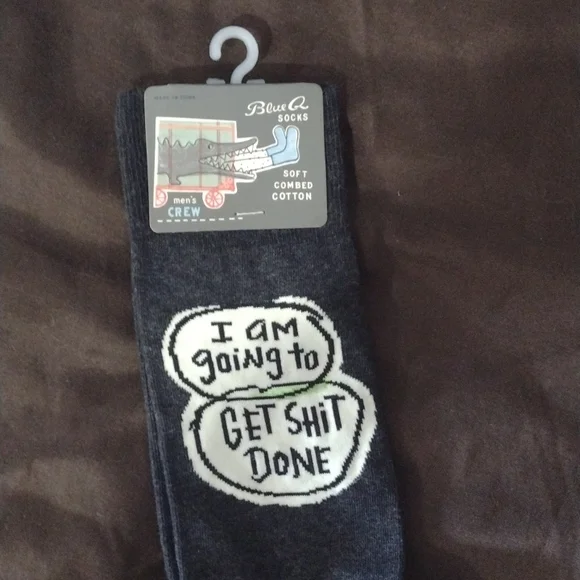 Blue Q
SOCKS
SOFT
COMBED
COTTON
men's
CREW
I am
going to
GET SHiT
DONE